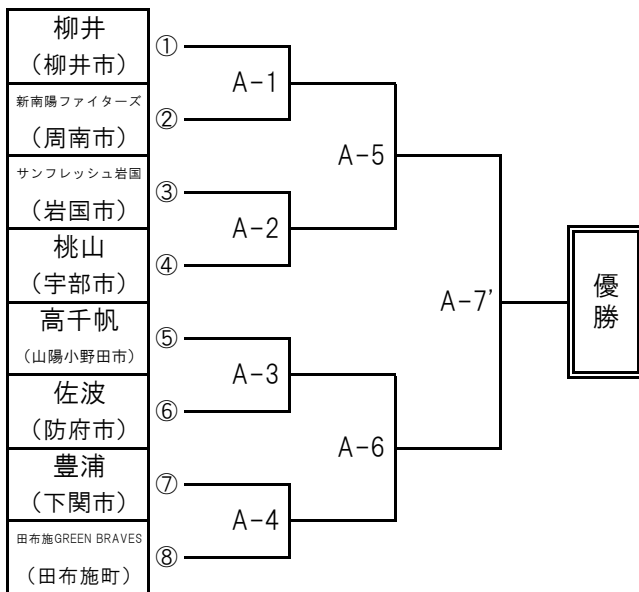 柳井
（柳井市）
①
A-1
新南陽ファイターズ
（周南市）
②
A-5
サンフレッシュ岩国
（岩国市）
③
A-2
桃山
（宇部市）
④
A-7'
優勝
高千帆
（山陽小野田市）
⑤
A-3
佐波
（防府市）
⑥
A-6
豊浦
（下関市）
⑦
A-4
田布施GREEN BRAVES
（田布施町）
⑧